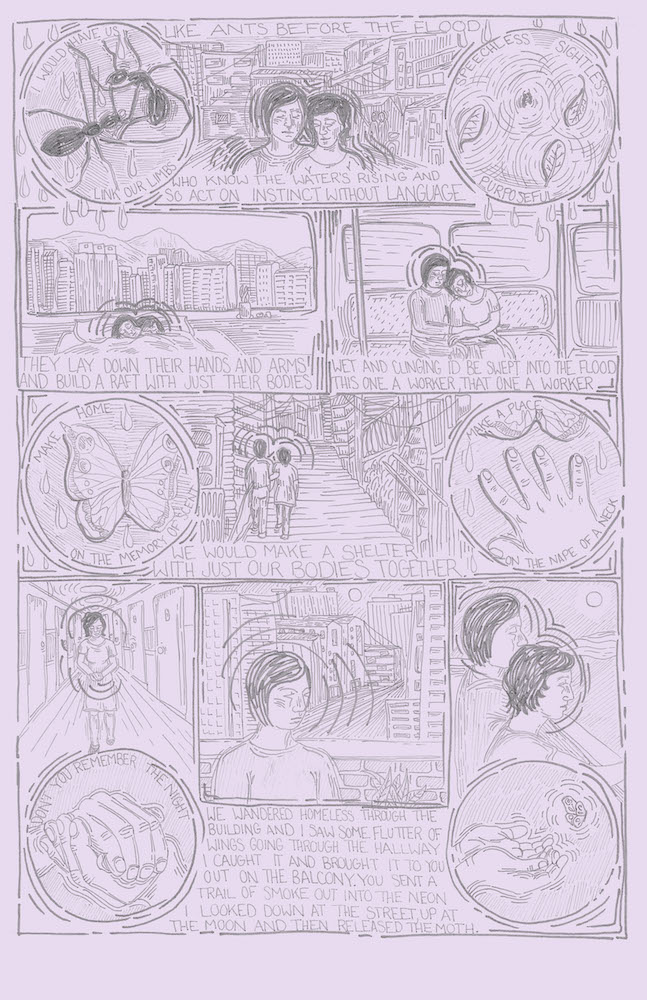 I WOULD HAVE US
LINK OUR LIMBS
LIKE ANTS BEFORE THE FLOOD
WHO KNOW THE WATER'S RISING AND
SO ACT ON INSTINCT WITHOUT LANGUAGE
SPEECHLESS SIGHTLESS
PURPOSEFUL
THEY LAY DOWN THEIR HANDS AND ARMS
AND BUILD A RAFT WITH JUST THEIR BODIES
WET AND CLINGING I'D BE SWEPT INTO THE FLOOD
THIS ONE A WORKER, THAT ONE A WORKER
MAKE A HOME
ON THE MEMORY OF FLESH
WE WOULD MAKE A SHELTER
WITH JUST OUR BODIES TOGETHER
MAKE A PLACE
ON THE NAPE OF A NECK
DON'T YOU REMEMBER THE NIGHT
WE WANDERED HOMELESS THROUGH THE
BUILDING AND I SAW SOME FLUTTER OF
WINGS GOING THROUGH THE HALLWAY
I CAUGHT IT AND BROUGHT IT TO YOU
OUT ON THE BALCONY. YOU SENT A
TRAIL OF SMOKE OUT INTO THE NEON
I LOOKED DOWN AT THE STREET, UP AT
THE MOON AND THEN RELEASED THE MOTH.